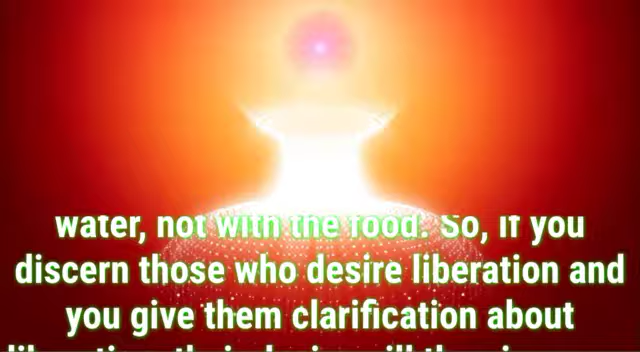 water, not with the food. So, if you
discern those who desire liberation and
you give them clarification about